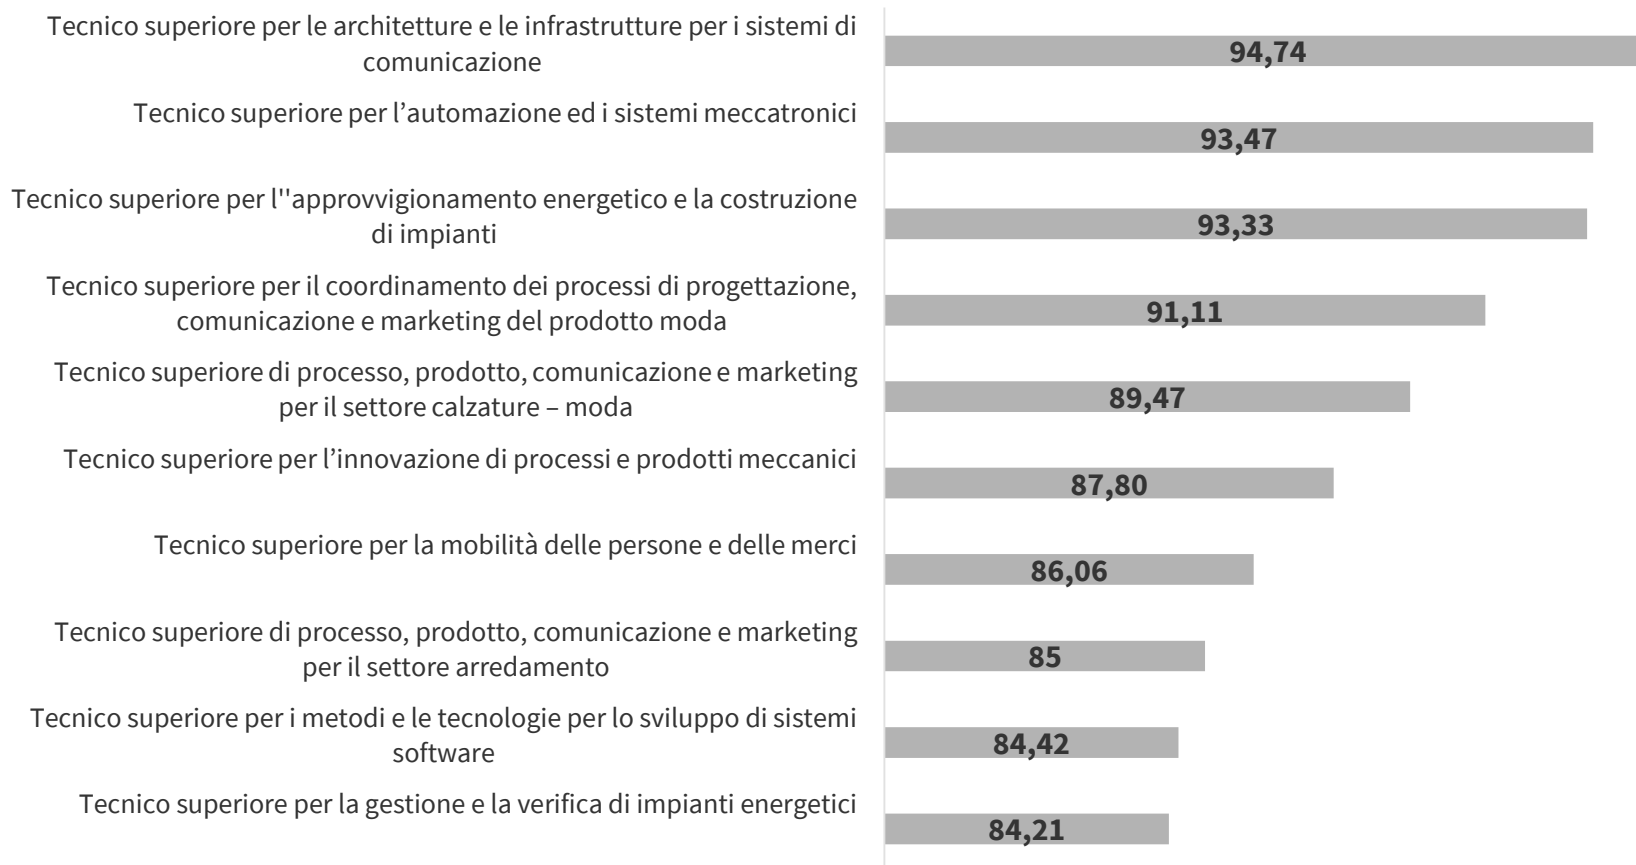 Tecnico superiore per le architetture e le infrastrutture per i sistemi di
comunicazione
94,74
Tecnico superiore per l’automazione ed i sistemi meccatronici
93,47
Tecnico superiore per l''approvvigionamento energetico e la costruzione
di impianti
93,33
Tecnico superiore per il coordinamento dei processi di progettazione,
comunicazione e marketing del prodotto moda
91,11
Tecnico superiore di processo, prodotto, comunicazione e marketing
per il settore calzature – moda
89,47
Tecnico superiore per l’innovazione di processi e prodotti meccanici
87,80
Tecnico superiore per la mobilità delle persone e delle merci
86,06
Tecnico superiore di processo, prodotto, comunicazione e marketing
per il settore arredamento
85
Tecnico superiore per i metodi e le tecnologie per lo sviluppo di sistemi
software
84,42
Tecnico superiore per la gestione e la verifica di impianti energetici
84,21